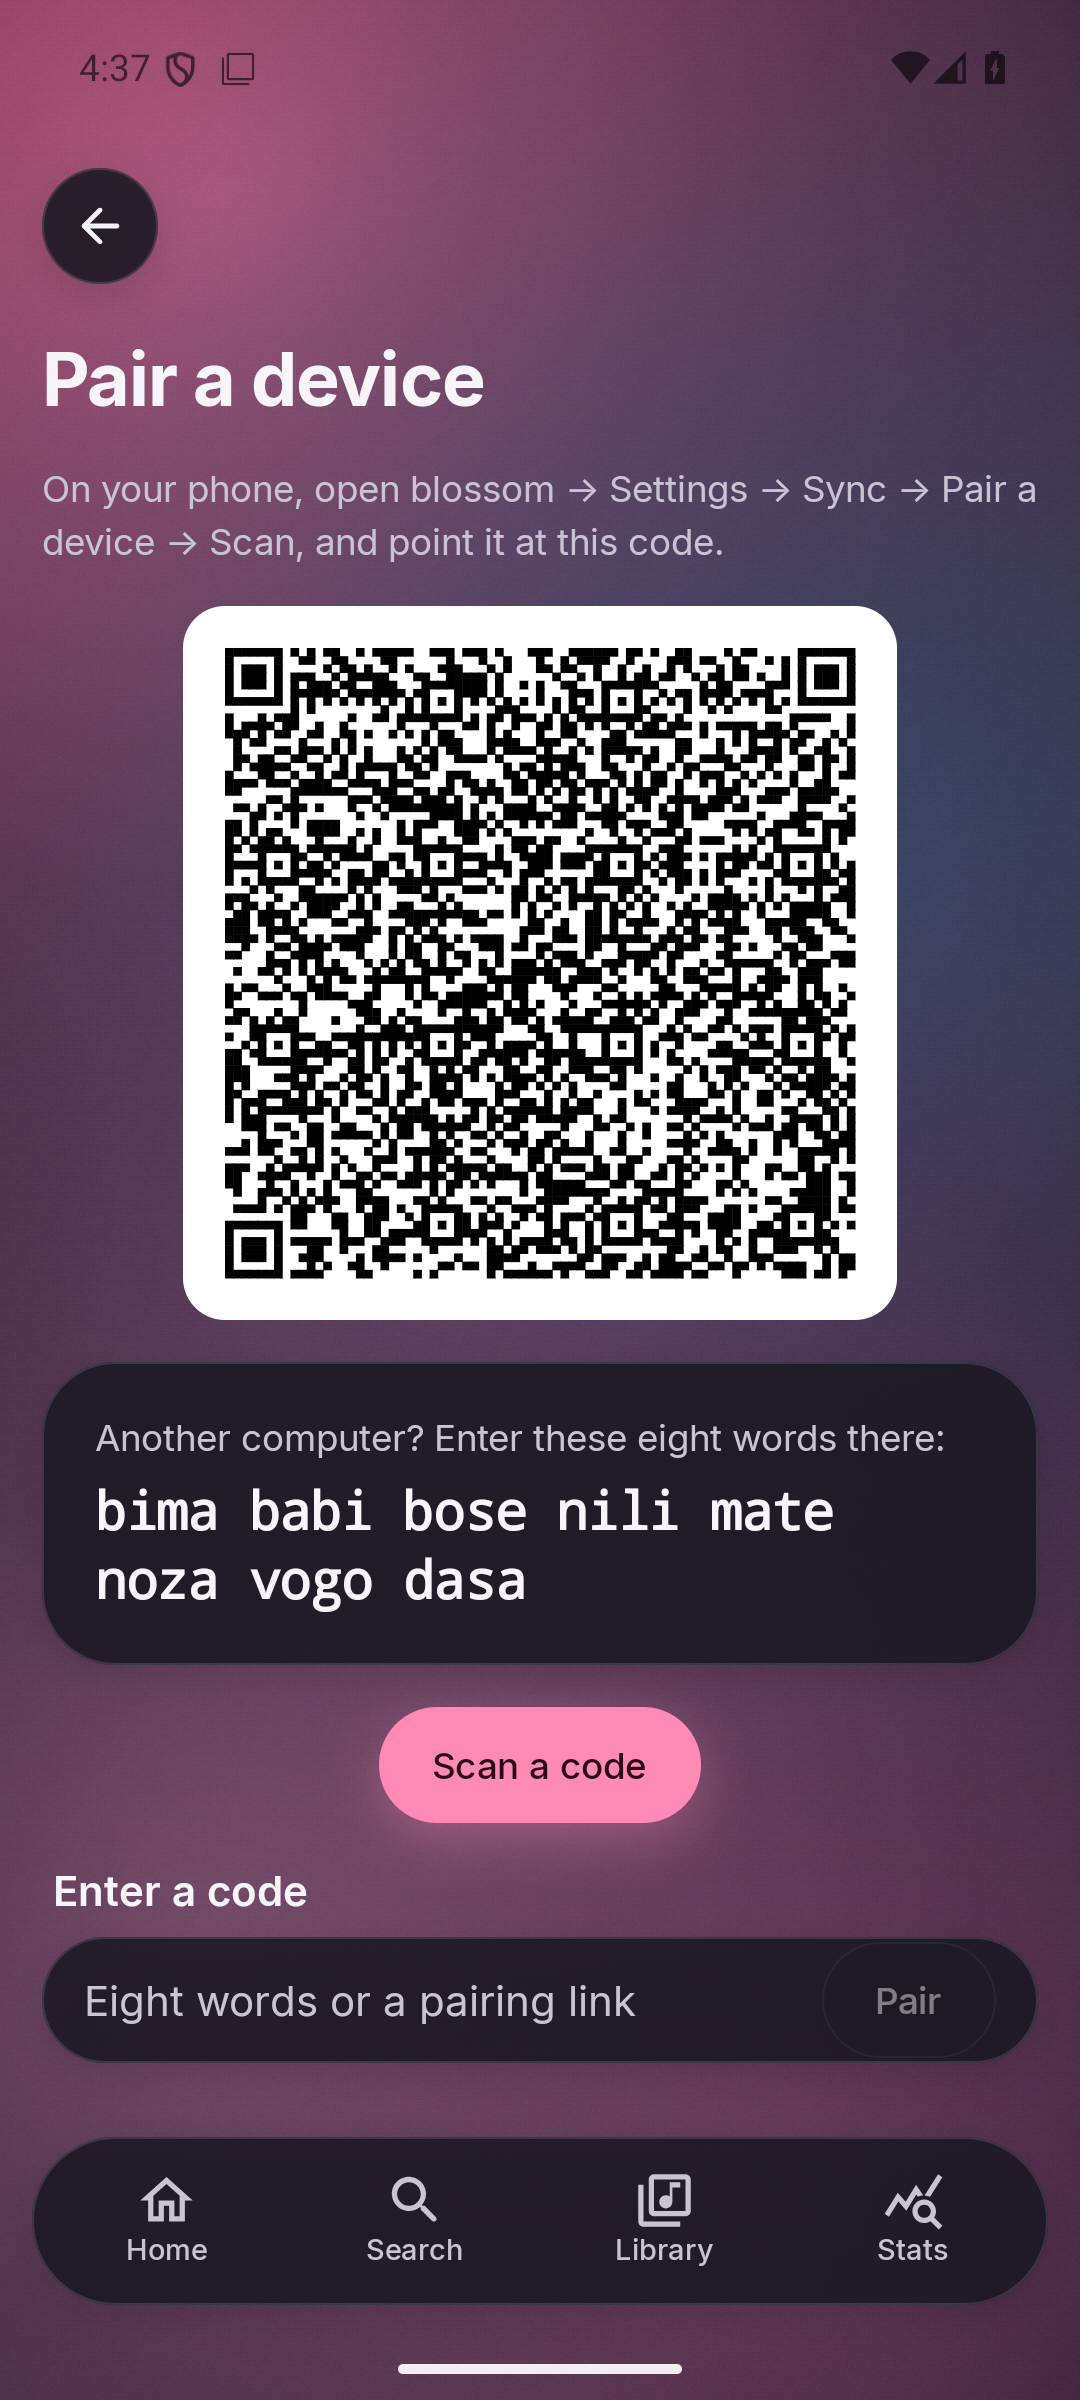 4:37
Pair a device
On your phone, open blossom → Settings → Sync → Pair a
device → Scan, and point it at this code.
Another computer? Enter these eight words there:
bima babi bose nili mate
noza vogo dasa
Scan a code
Enter a code
Eight words or a pairing link
Pair
Home
Search
Library
Stats